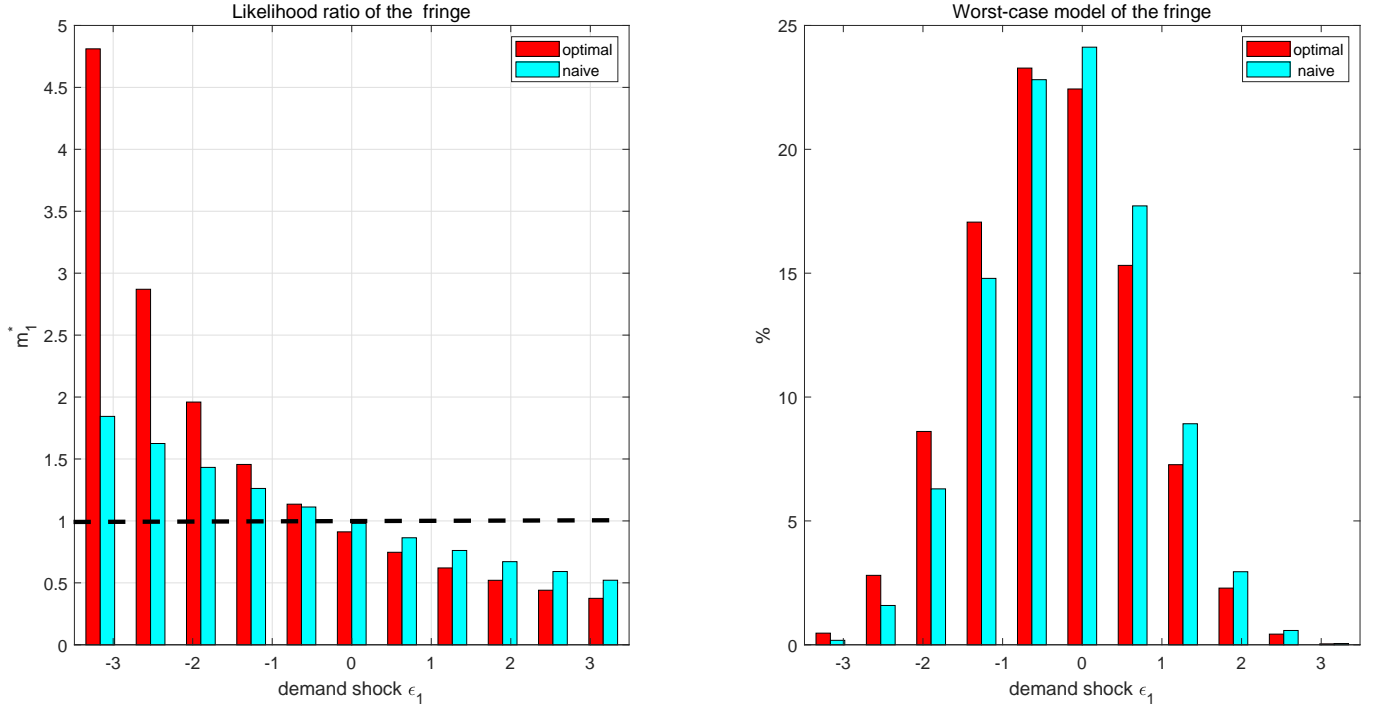 Likelihood ratio of the  fringe
5
4.5
4
3.5
3
2.5
2
1.5
1
0.5
0
m₁*
optimal
naive
-3 -2 -1 0 1 2 3
demand shock ϵ₁
Worst-case model of the fringe
25
20
15
10
5
0
%
optimal
naive
-3 -2 -1 0 1 2 3
demand shock ϵ₁